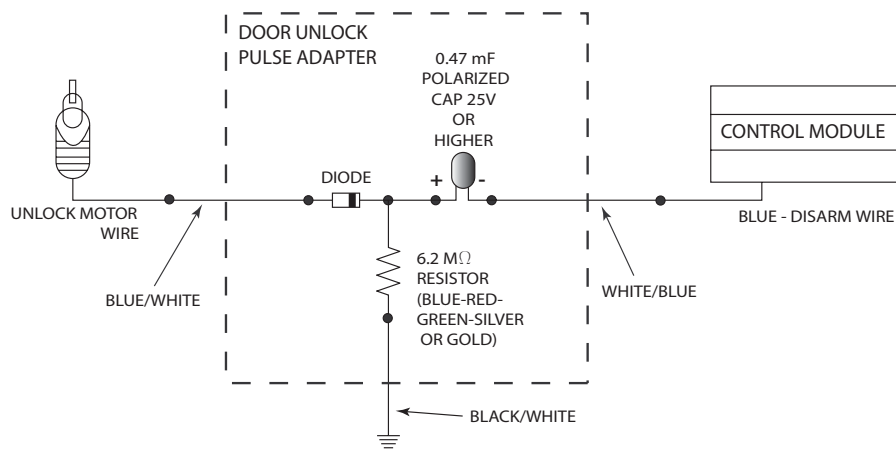 DOOR UNLOCK
PULSE ADAPTER
0.47 mF
POLARIZED
CAP 25V
OR
HIGHER
CONTROL MODULE
DIODE
+
-
UNLOCK MOTOR
WIRE
BLUE - DISARM WIRE
BLUE/WHITE
6.2 MΩ
RESISTOR
(BLUE-RED-
GREEN-SILVER
OR GOLD)
WHITE/BLUE
BLACK/WHITE